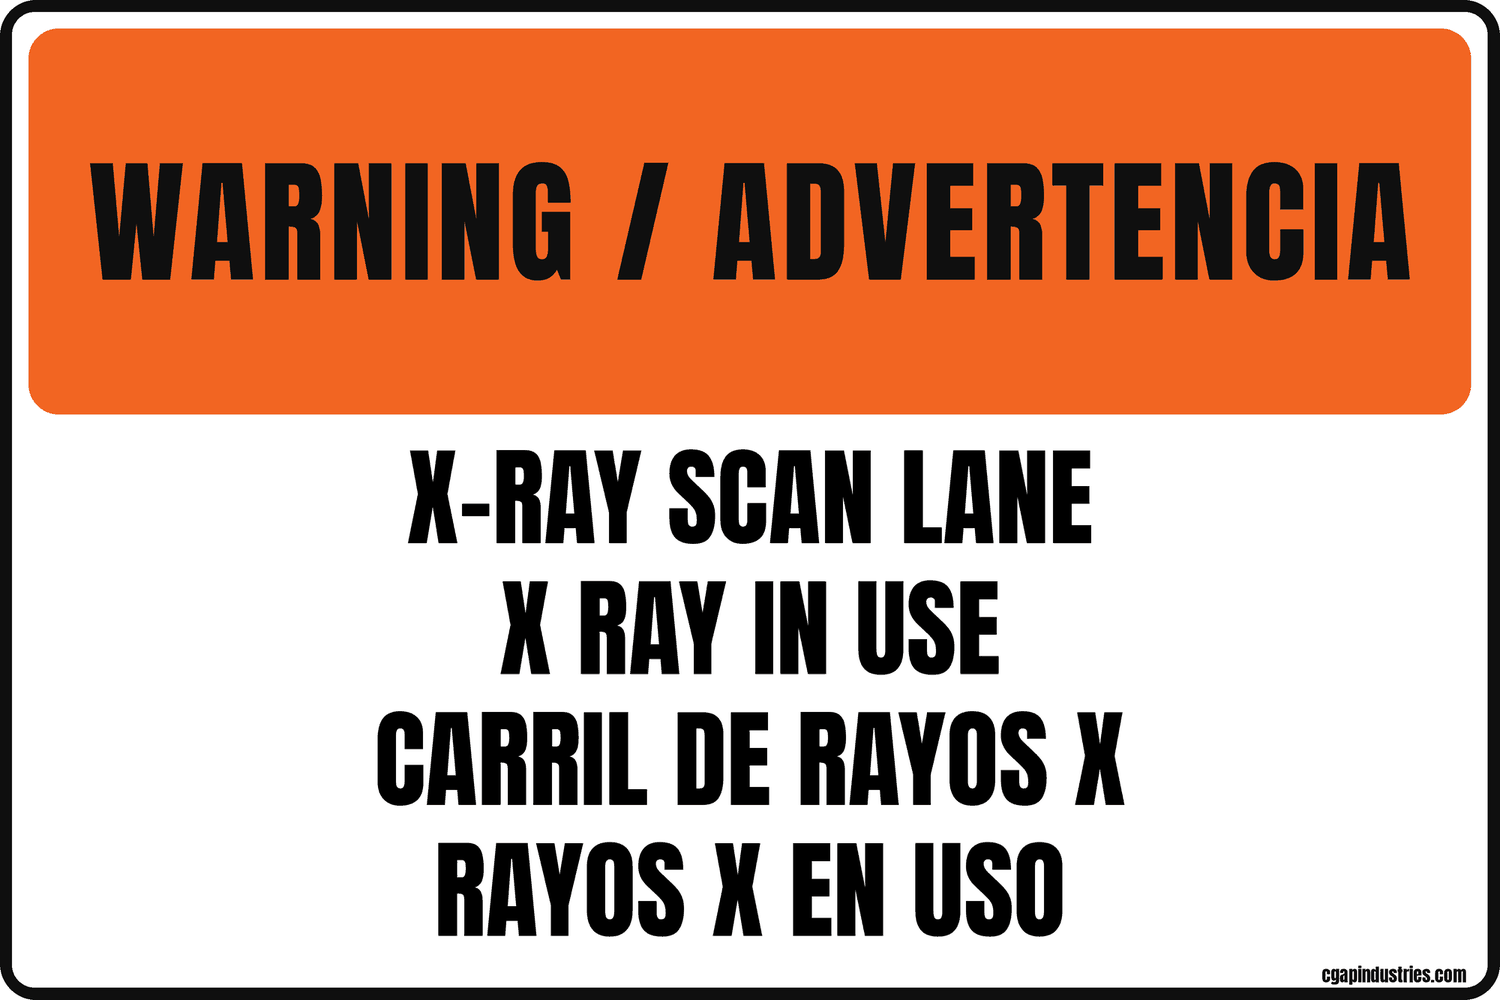 WARNING / ADVERTENCIA
X-RAY SCAN LANE
X RAY IN USE
CARRIL DE RAYOS X
RAYOS X EN USO
cgapindustries.com